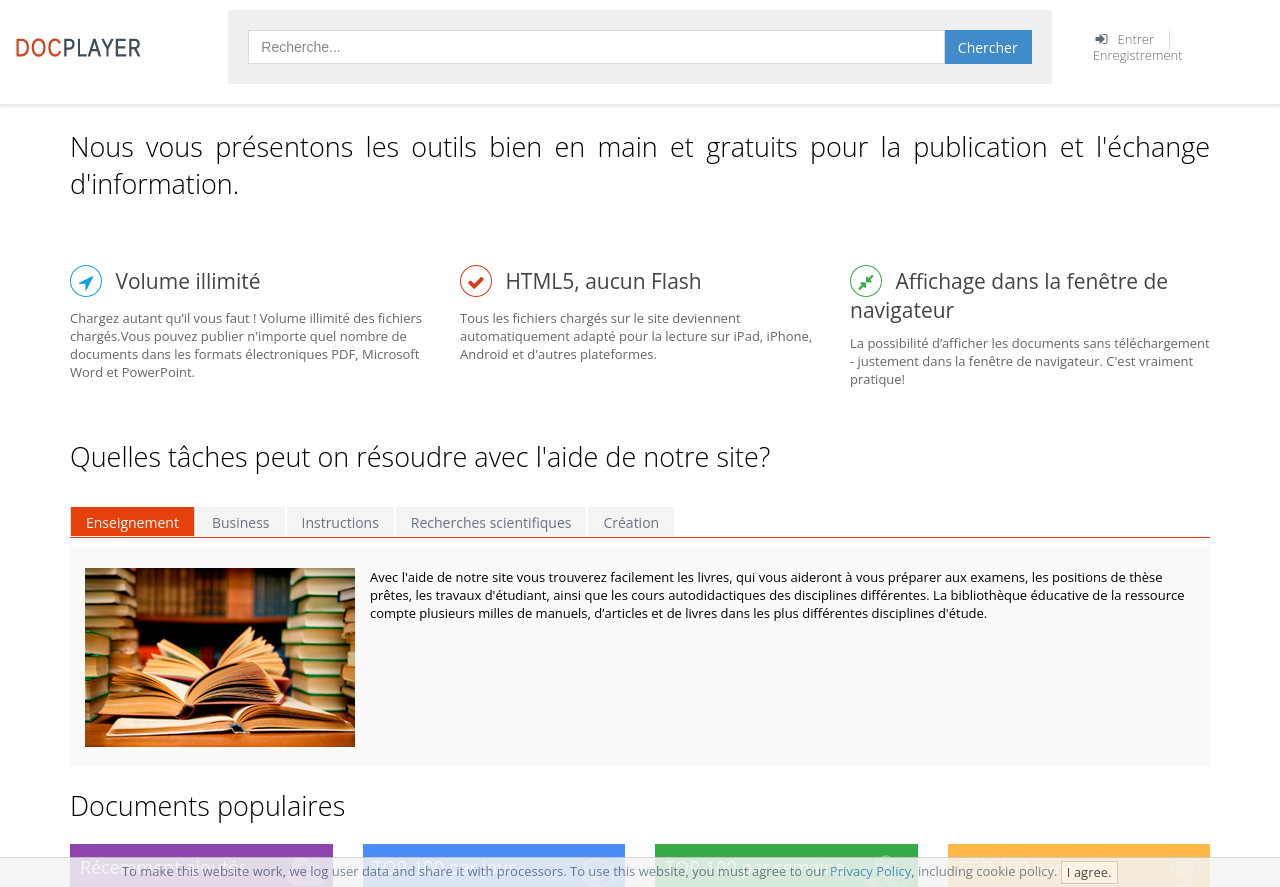 DOCPLAYER
Recherche...
Chercher
Entrer
Enregistrement
Nous vous présentons les outils bien en main et gratuits pour la publication et l'échange
d'information.
Volume illimité
Chargez autant qu’il vous faut ! Volume illimité des fichiers
chargés.Vous pouvez publier n'importe quel nombre de
documents dans les formats électroniques PDF, Microsoft
Word et PowerPoint.
HTML5, aucun Flash
Tous les fichiers chargés sur le site deviennent
automatiquement adapté pour la lecture sur iPad, iPhone,
Android et d'autres plateformes.
Affichage dans la fenêtre de
navigateur
La possibilité d’afficher les documents sans téléchargement
- justement dans la fenêtre de navigateur. C'est vraiment
pratique!
Quelles tâches peut on résoudre avec l'aide de notre site?
Enseignement
Business
Instructions
Recherches scientifiques
Création
Avec l'aide de notre site vous trouverez facilement les livres, qui vous aideront à vous préparer aux examens, les positions de thèse
prêtes, les travaux d'étudiant, ainsi que les cours autodidactiques des disciplines différentes. La bibliothèque éducative de la ressource
compte plusieurs milles de manuels, d’articles et de livres dans les plus différentes disciplines d'étude.
Documents populaires
Récemment ajoutés
TOP 100 par jour
TOP 100 par semaine
To make this website work, we log user data and share it with processors. To use this website, you must agree to our Privacy Policy, including cookie policy.
I agree.